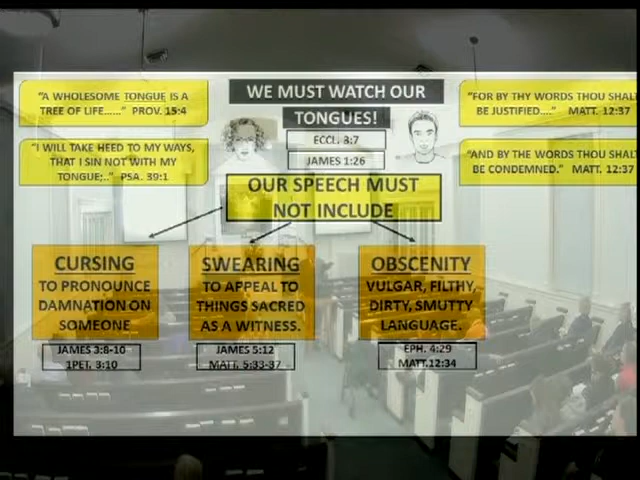 "A WHOLESOME TONGUE IS A
TREE OF LIFE......" PROV. 15:4
"I WILL TAKE HEED TO MY WAYS,
THAT I SIN NOT WITH MY
TONGUE;.." PSA. 39:1
WE MUST WATCH OUR
TONGUES!
ECCL. 3:7
JAMES 1:26
"FOR BY THY WORDS THOU SHALT
BE JUSTIFIED...." MATT. 12:37
"AND BY THE WORDS THOU SHAL
BE CONDEMNED." MATT. 12:37
OUR SPEECH MUST
NOT INCLUDE
CURSING
TO PRONOUNCE
DAMNATION ON
SOMEONE
JAMES 3:8-10
1PET. 3:10
SWEARING
TO APPEAL TO
THINGS SACRED
AS A WITNESS.
JAMES 5:12
MATT. 5:33-37
OBSCENITY
VULGAR, FILTHY,
DIRTY, SMUTTY
LANGUAGE.
EPH. 4:29
MATT.12:34